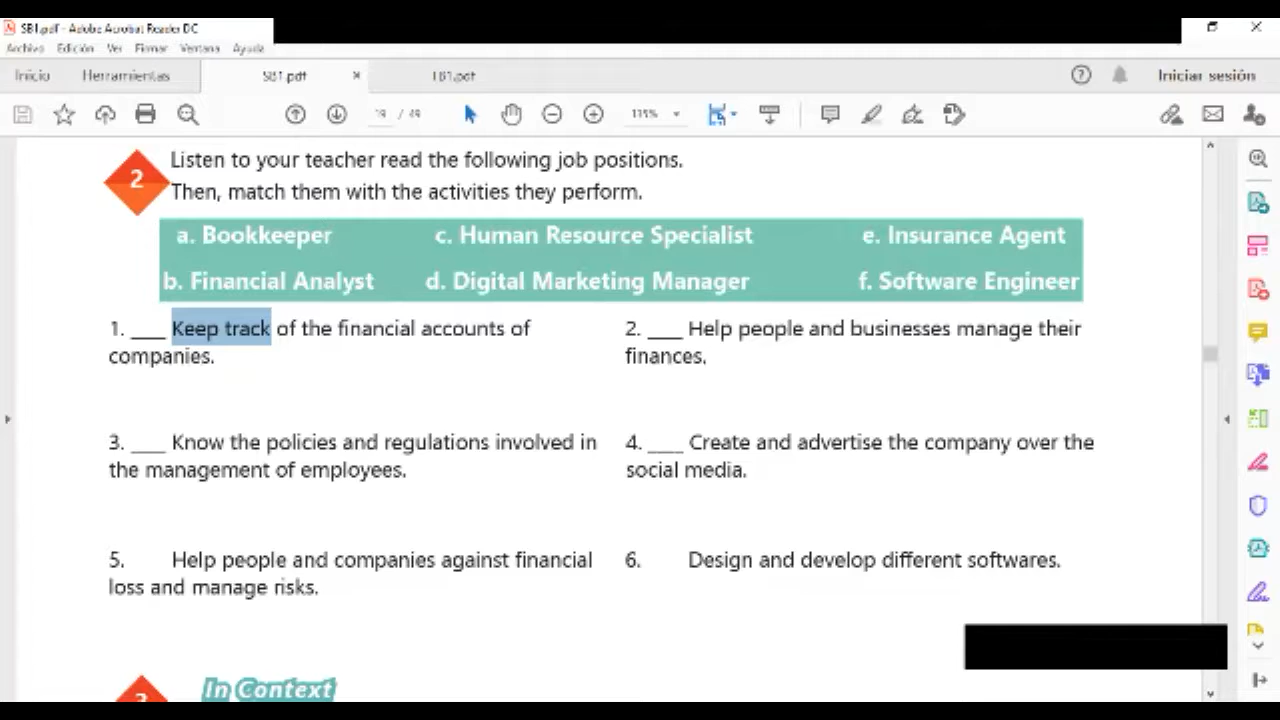 SB1.pdf - Adobe Acrobat Reader DC
Archivo Edición Ver Firmar Ventana Ayuda
Inicio Herramientas SB1.pdf × TB1.pdf Iniciar sesión
19 / 49 115%
2 Listen to your teacher read the following job positions.
Then, match them with the activities they perform.
a. Bookkeeper c. Human Resource Specialist e. Insurance Agent
b. Financial Analyst d. Digital Marketing Manager f. Software Engineer
1. ___ Keep track of the financial accounts of
companies.
2. ___ Help people and businesses manage their
finances.
3. ___ Know the policies and regulations involved in
the management of employees.
4. ___ Create and advertise the company over the
social media.
5. Help people and companies against financial
loss and manage risks.
6. Design and develop different softwares.
3 In Context